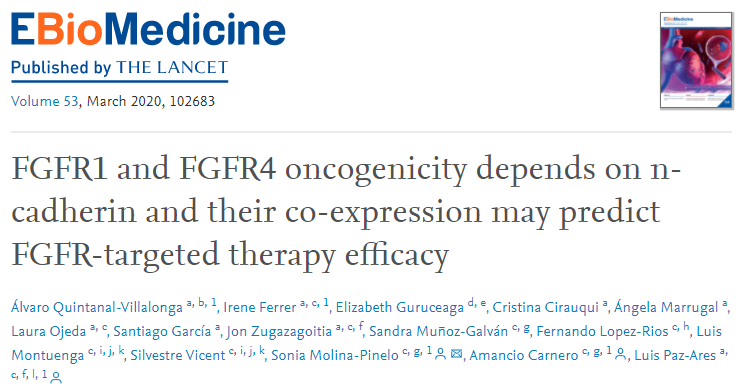 EBioMedicine
Published by THE LANCET
Volume 53, March 2020, 102683
FGFR1 and FGFR4 oncogenicity depends on n-
cadherin and their co-expression may predict
FGFR-targeted therapy efficacy
Álvaro Quintanal-Villalonga a, b, 1, Irene Ferrer a, c, 1, Elizabeth Guruceaga d, e, Cristina Cirauqui a, Ángela Marrugal a,
Laura Ojeda a, c, Santiago García a, Jon Zugazagoitia a, c, f, Sandra Muñoz-Galván c, g, Fernando Lopez-Rios c, h, Luis
Montuenga c, i, j, k, Silvestre Vicent c, i, j, k, Sonia Molina-Pinelo c, g, 1, Amancio Carnero c, g, 1, Luis Paz-Ares a,
c, f, l, 1